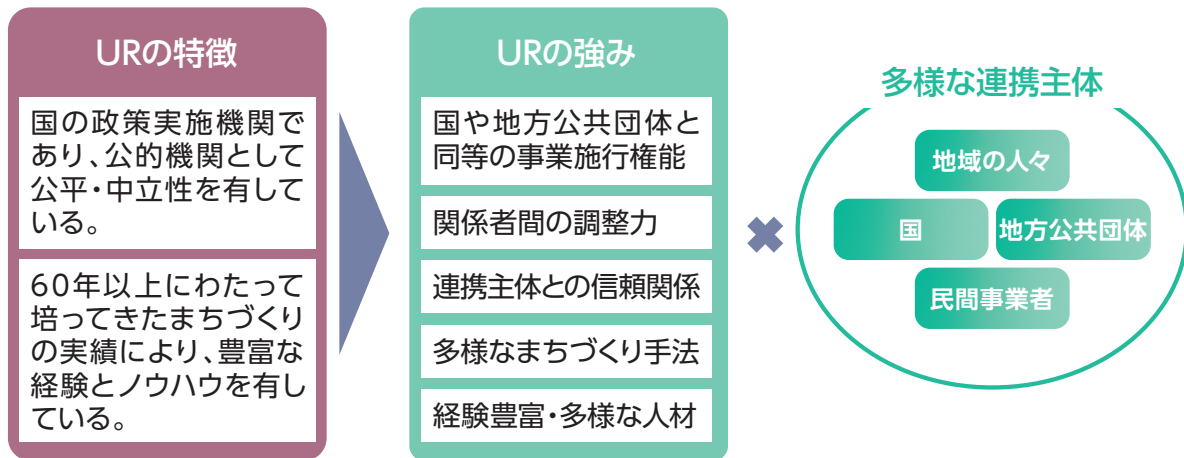 URの特徴
国の政策実施機関で
あり、公的機関として
公平・中立性を有して
いる。
60年以上にわたって
培ってきたまちづくり
の実績により、豊富な
経験とノウハウを有し
ている。
URの強み
国や地方公共団体と
同等の事業施行権能
関係者間の調整力
連携主体との信頼関係
多様なまちづくり手法
経験豊富・多様な人材
多様な連携主体
地域の人々
国
地方公共団体
民間事業者